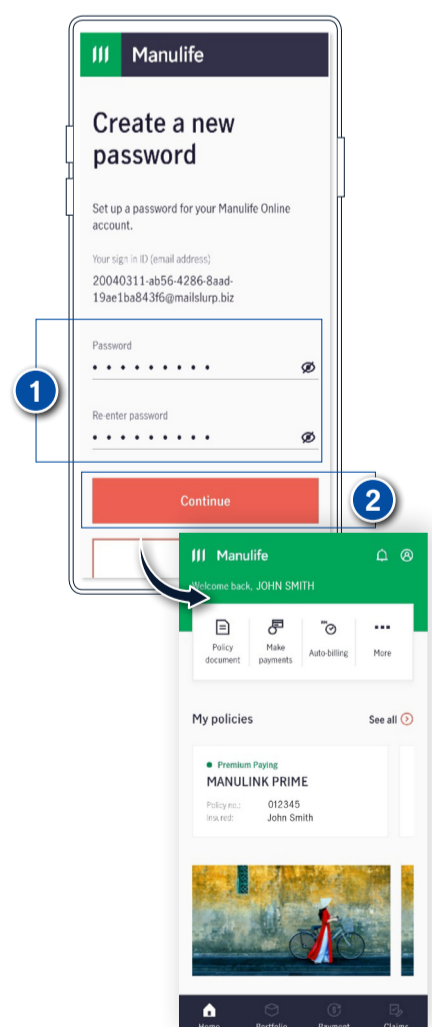 Manulife
Create a new
password
Set up a password for your Manulife Online
account.
Your sign in ID (email address)
20040311-ab56-4286-8aad-
19ae1ba843f6@mailslurp.biz
Password
1
Re-enter password
Continue
2
Manulife
Welcome back, JOHN SMITH
Policy
document
Make
payments
Auto-billing
More
My policies
See all
Premium Paying
MANULINK PRIME
Policy no.: 012345
Insured: John Smith
Home Portfolio Payment Claims